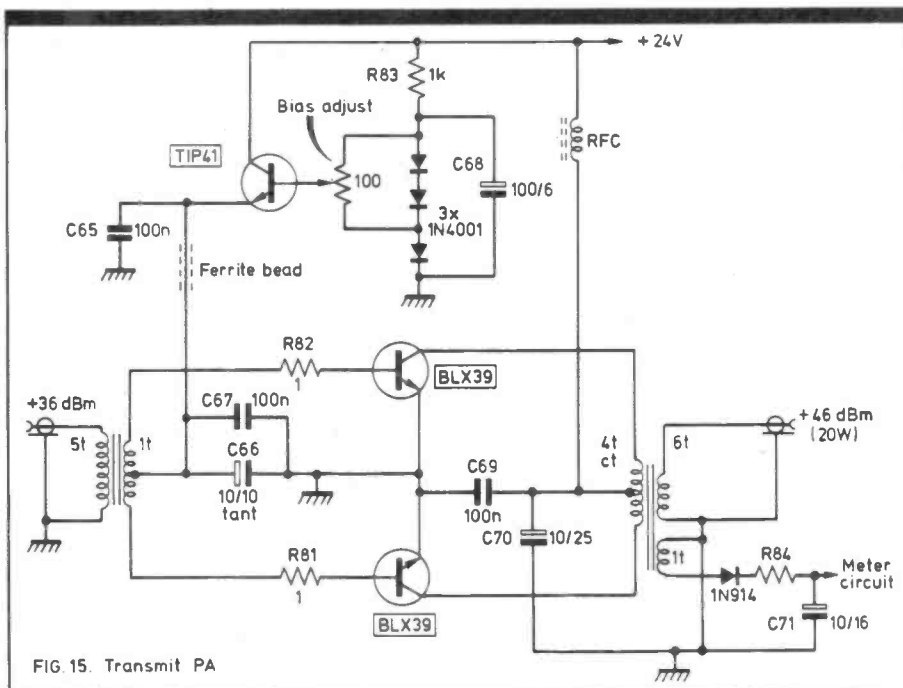 + 24V
R83
1k
Bias adjust
RFC
TIP41
100
C68
100/6
3x
1N4001
C65
100n
Ferrite bead
R82
1
BLX39
+36 dBm
C67
100n
5t
1t
4t
ct
6t
+ 46 dBm
(20W)
C66
10/10
tant
C69
100n
C70
10/25
R81
1
1t
R84
Meter
circuit
1N914
BLX39
C71
10/16
FIG. 15. Transmit PA